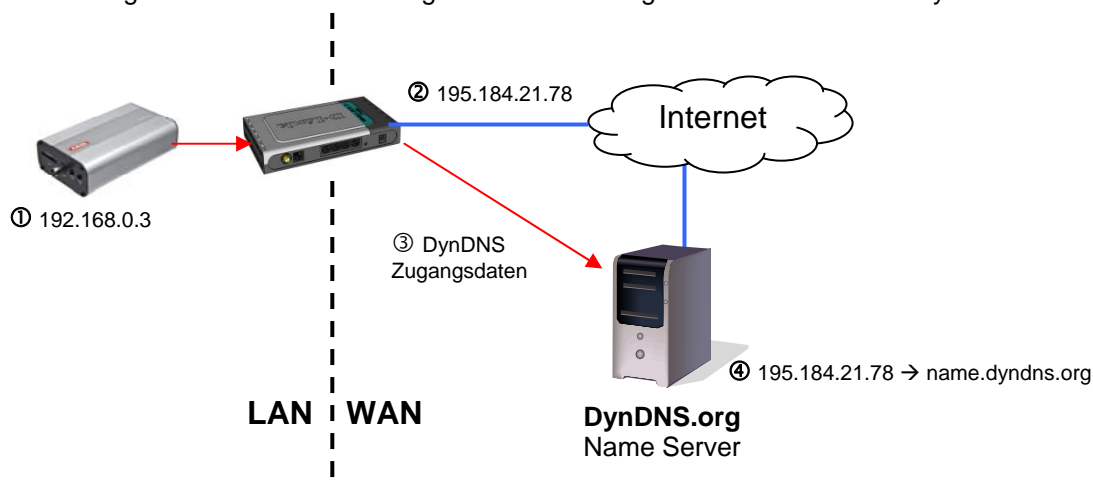 ② 195.184.21.78
Internet
D-Link
① 192.168.0.3
③ DynDNS
Zugangsdaten
④ 195.184.21.78 → name.dyndns.org
LAN WAN
DynDNS.org
Name Server